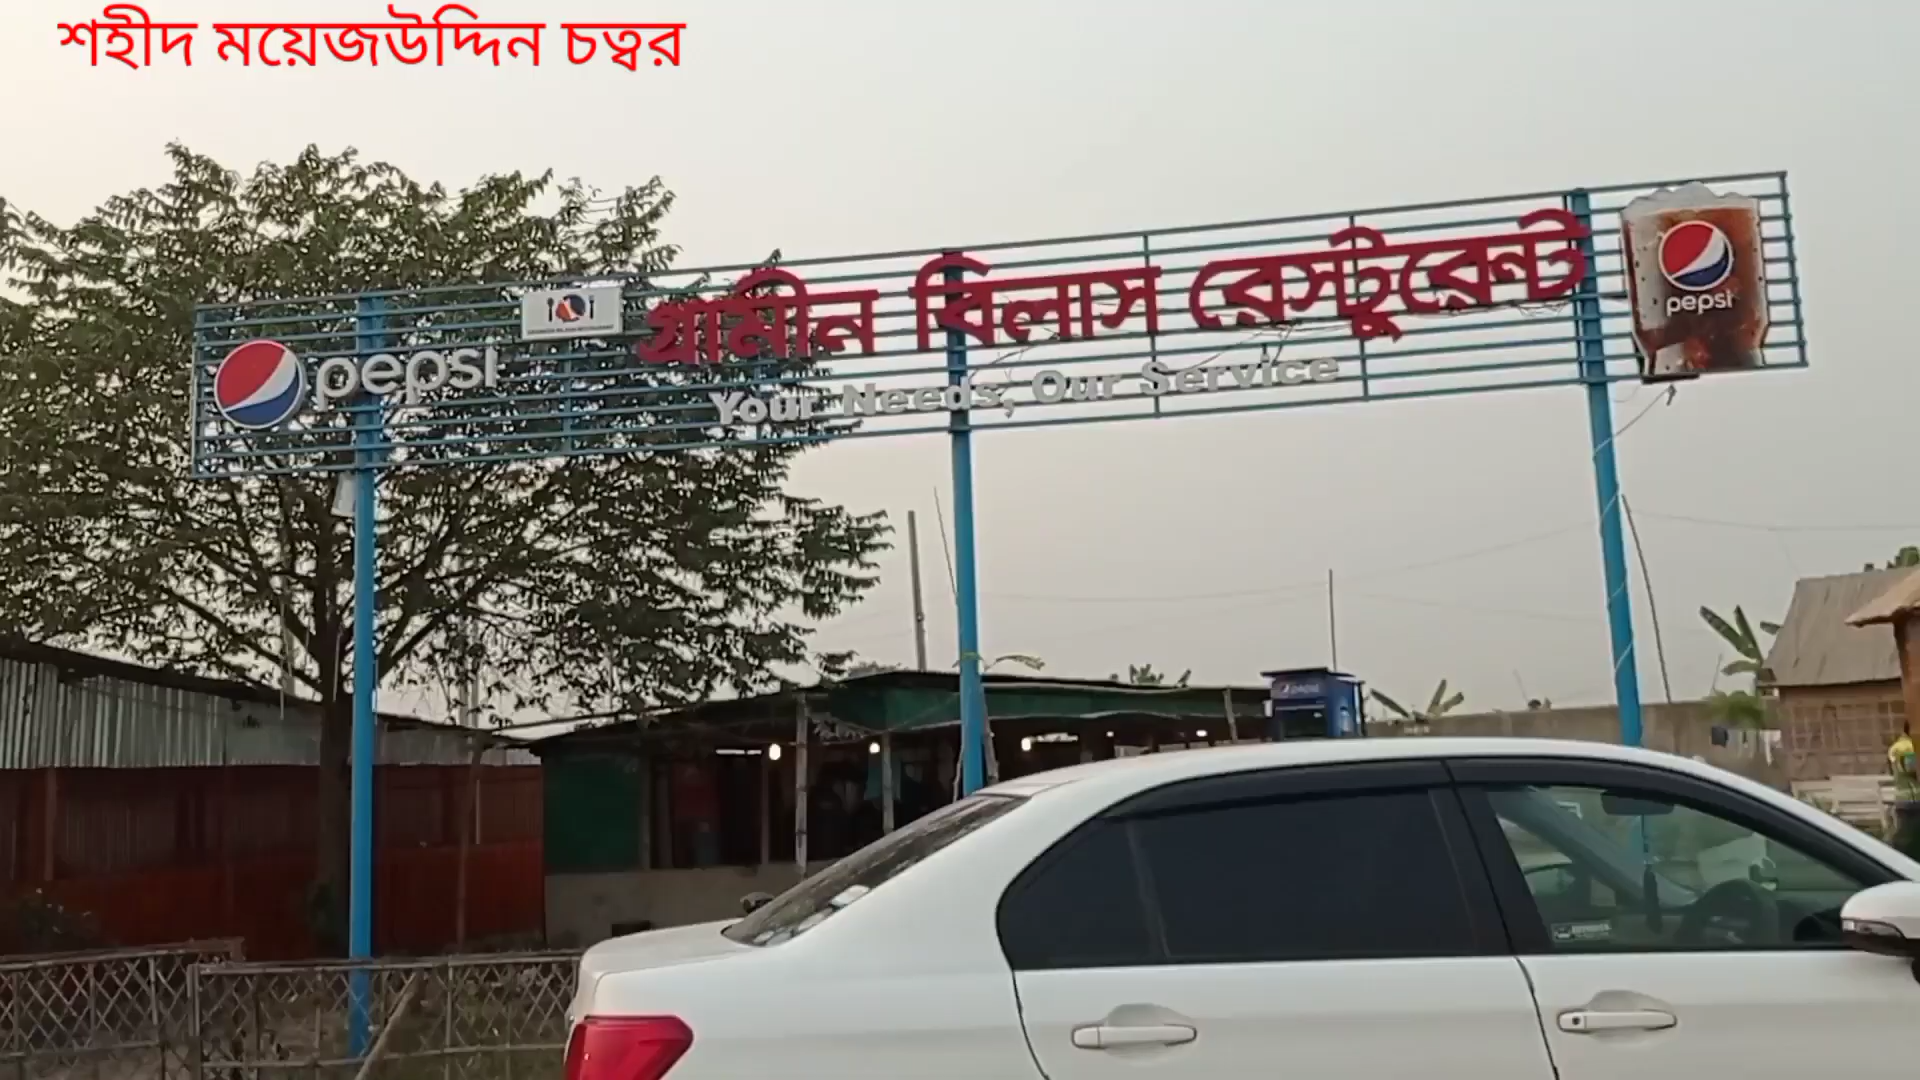 শহীদ ময়েজউদ্দিন চত্বর
গ্রামীন বিলাস রেস্টুরেন্ট
pepsi
Your Needs, Our Service
pepsi